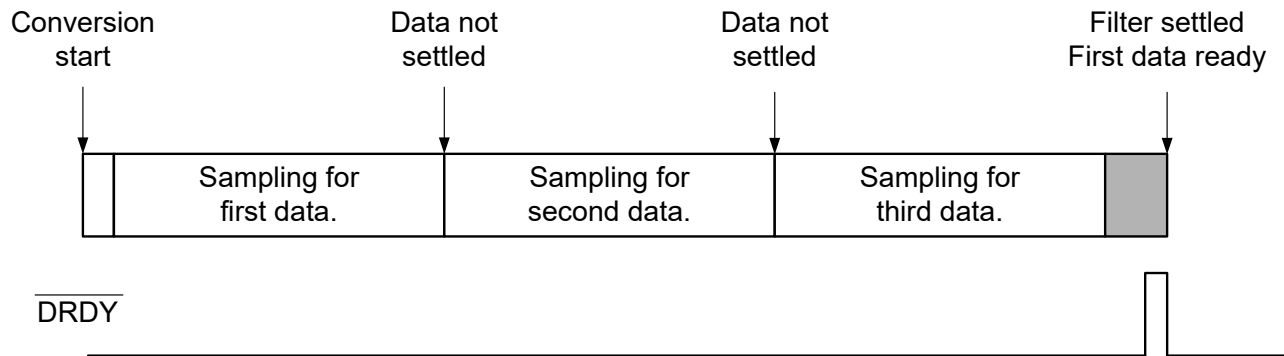 Conversion
start
Data not
settled
Data not
settled
Filter settled
First data ready
Sampling for
first data.
Sampling for
second data.
Sampling for
third data.
DRDY